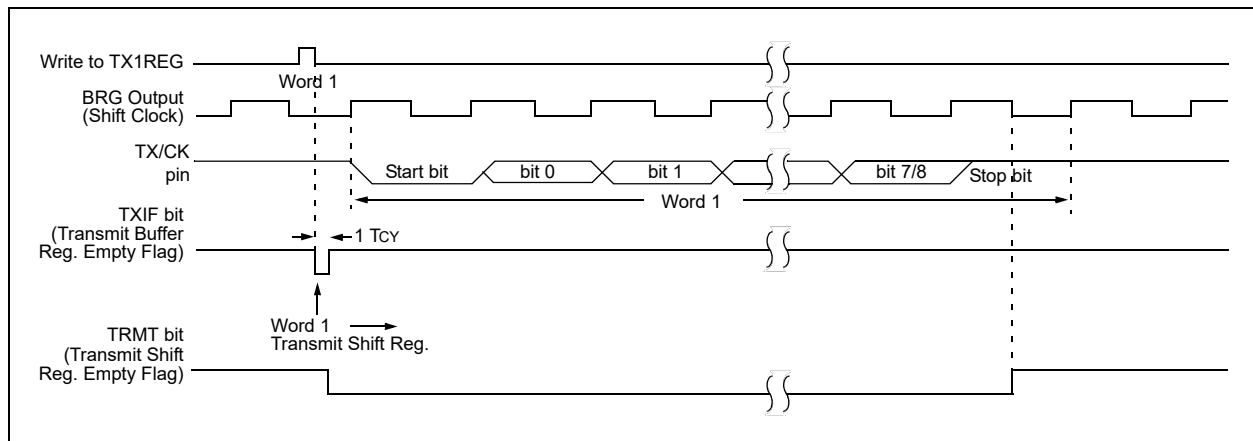 Write to TX1REG
Word 1
BRG Output
(Shift Clock)
TX/CK
pin
Start bit
bit 0
bit 1
bit 7/8
Stop bit
Word 1
TXIF bit
(Transmit Buffer
Reg. Empty Flag)
1 TCY
Word 1
Transmit Shift Reg.
TRMT bit
(Transmit Shift
Reg. Empty Flag)